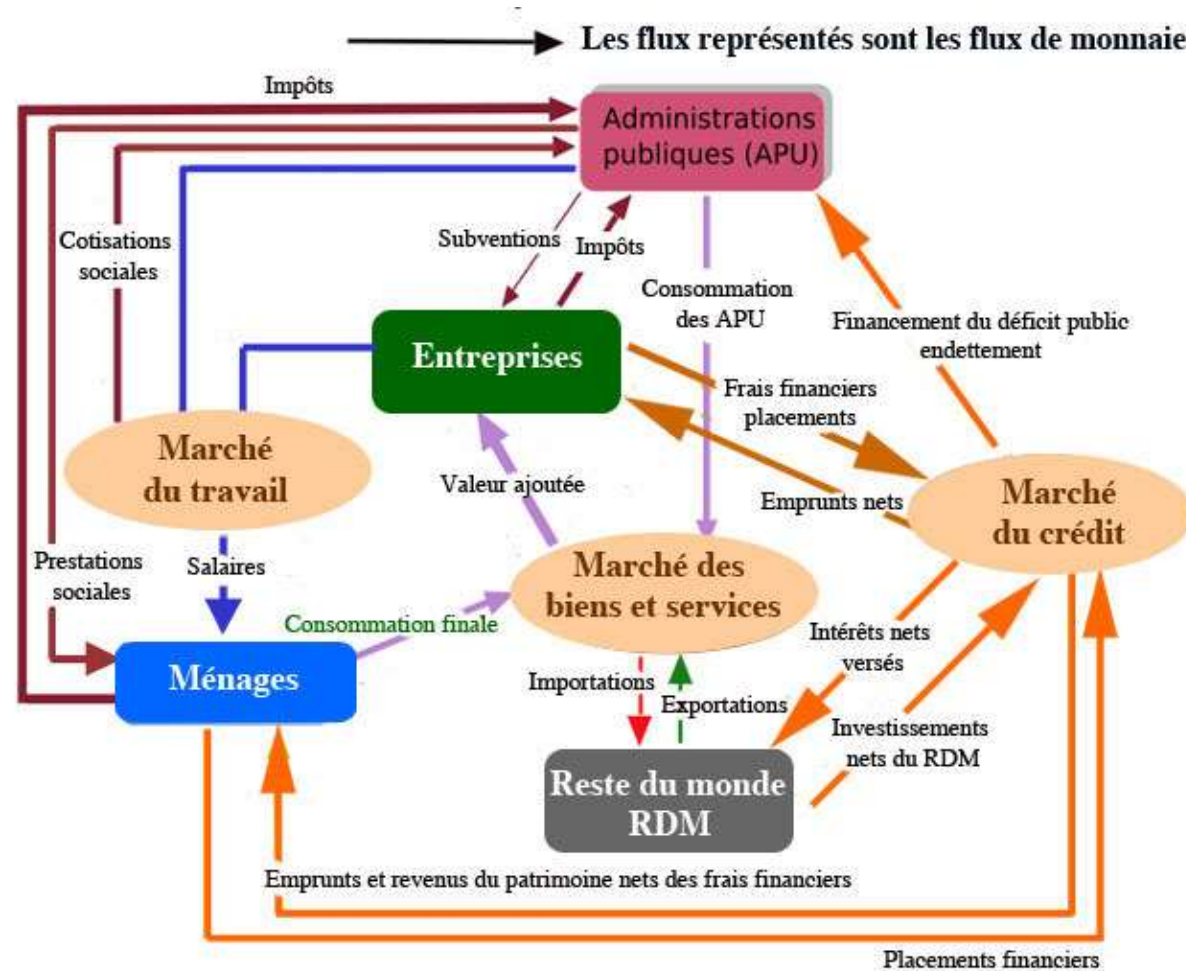 Les flux représentés sont les flux de monnaie
Impôts
Administrations
publiques (APU)
Cotisations
sociales
Subventions
Impôts
Consommation
des APU
Financement du déficit public
endettement
Entreprises
Frais financiers
placements
Marché
du travail
Valeur ajoutée
Emprunts nets
Marché
du crédit
Prestations
sociales
Salaires
Marché des
biens et services
Consommation finale
Intérêts nets
versés
Ménages
Importations
Exportations
Investissements
nets du RDM
Reste du monde
RDM
Emprunts et revenus du patrimoine nets des frais financiers
Placements financiers